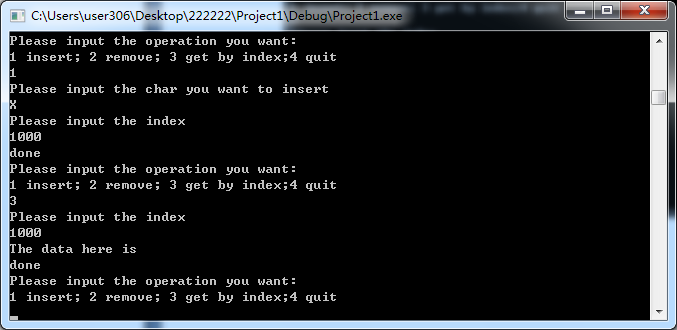 C:\Users\user306\Desktop\222222\Project1\Debug\Project1.exe
Please input the operation you want:
1 insert; 2 remove; 3 get by index;4 quit
1
Please input the char you want to insert
X
Please input the index
1000
done
Please input the operation you want:
1 insert; 2 remove; 3 get by index;4 quit
3
Please input the index
1000
The data here is
done
Please input the operation you want:
1 insert; 2 remove; 3 get by index;4 quit